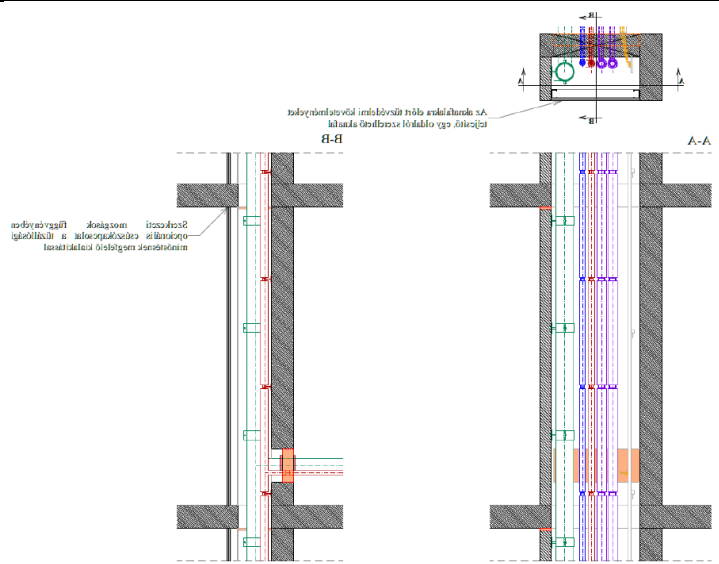 B
A A
B
Az aknafalakra előírt tűzvédelmi követelményeket
teljesítő, egy oldalról szerelhető aknafal
B-B
A-A
Szerkezeti mozgások függvényében
opcionális csúszókapcsolat a tűzállósági
minősítésnek megfelelő kialakítással